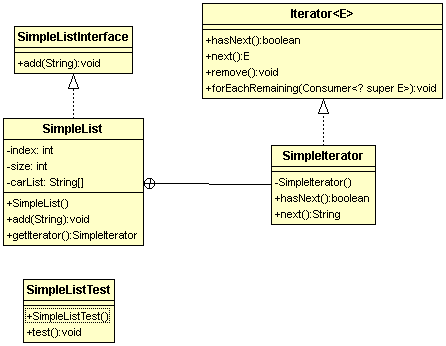 SimpleListInterface
+add(String):void
Iterator<E>
+hasNext():boolean
+next():E
+remove():void
+forEachRemaining(Consumer<? super E>):void
SimpleList
-index: int
-size: int
-carList: String[]
+SimpleList()
+add(String):void
+getIterator():SimpleIterator
SimpleIterator
-SimpleIterator()
+hasNext():boolean
+next():String
SimpleListTest
+SimpleListTest()
+test():void